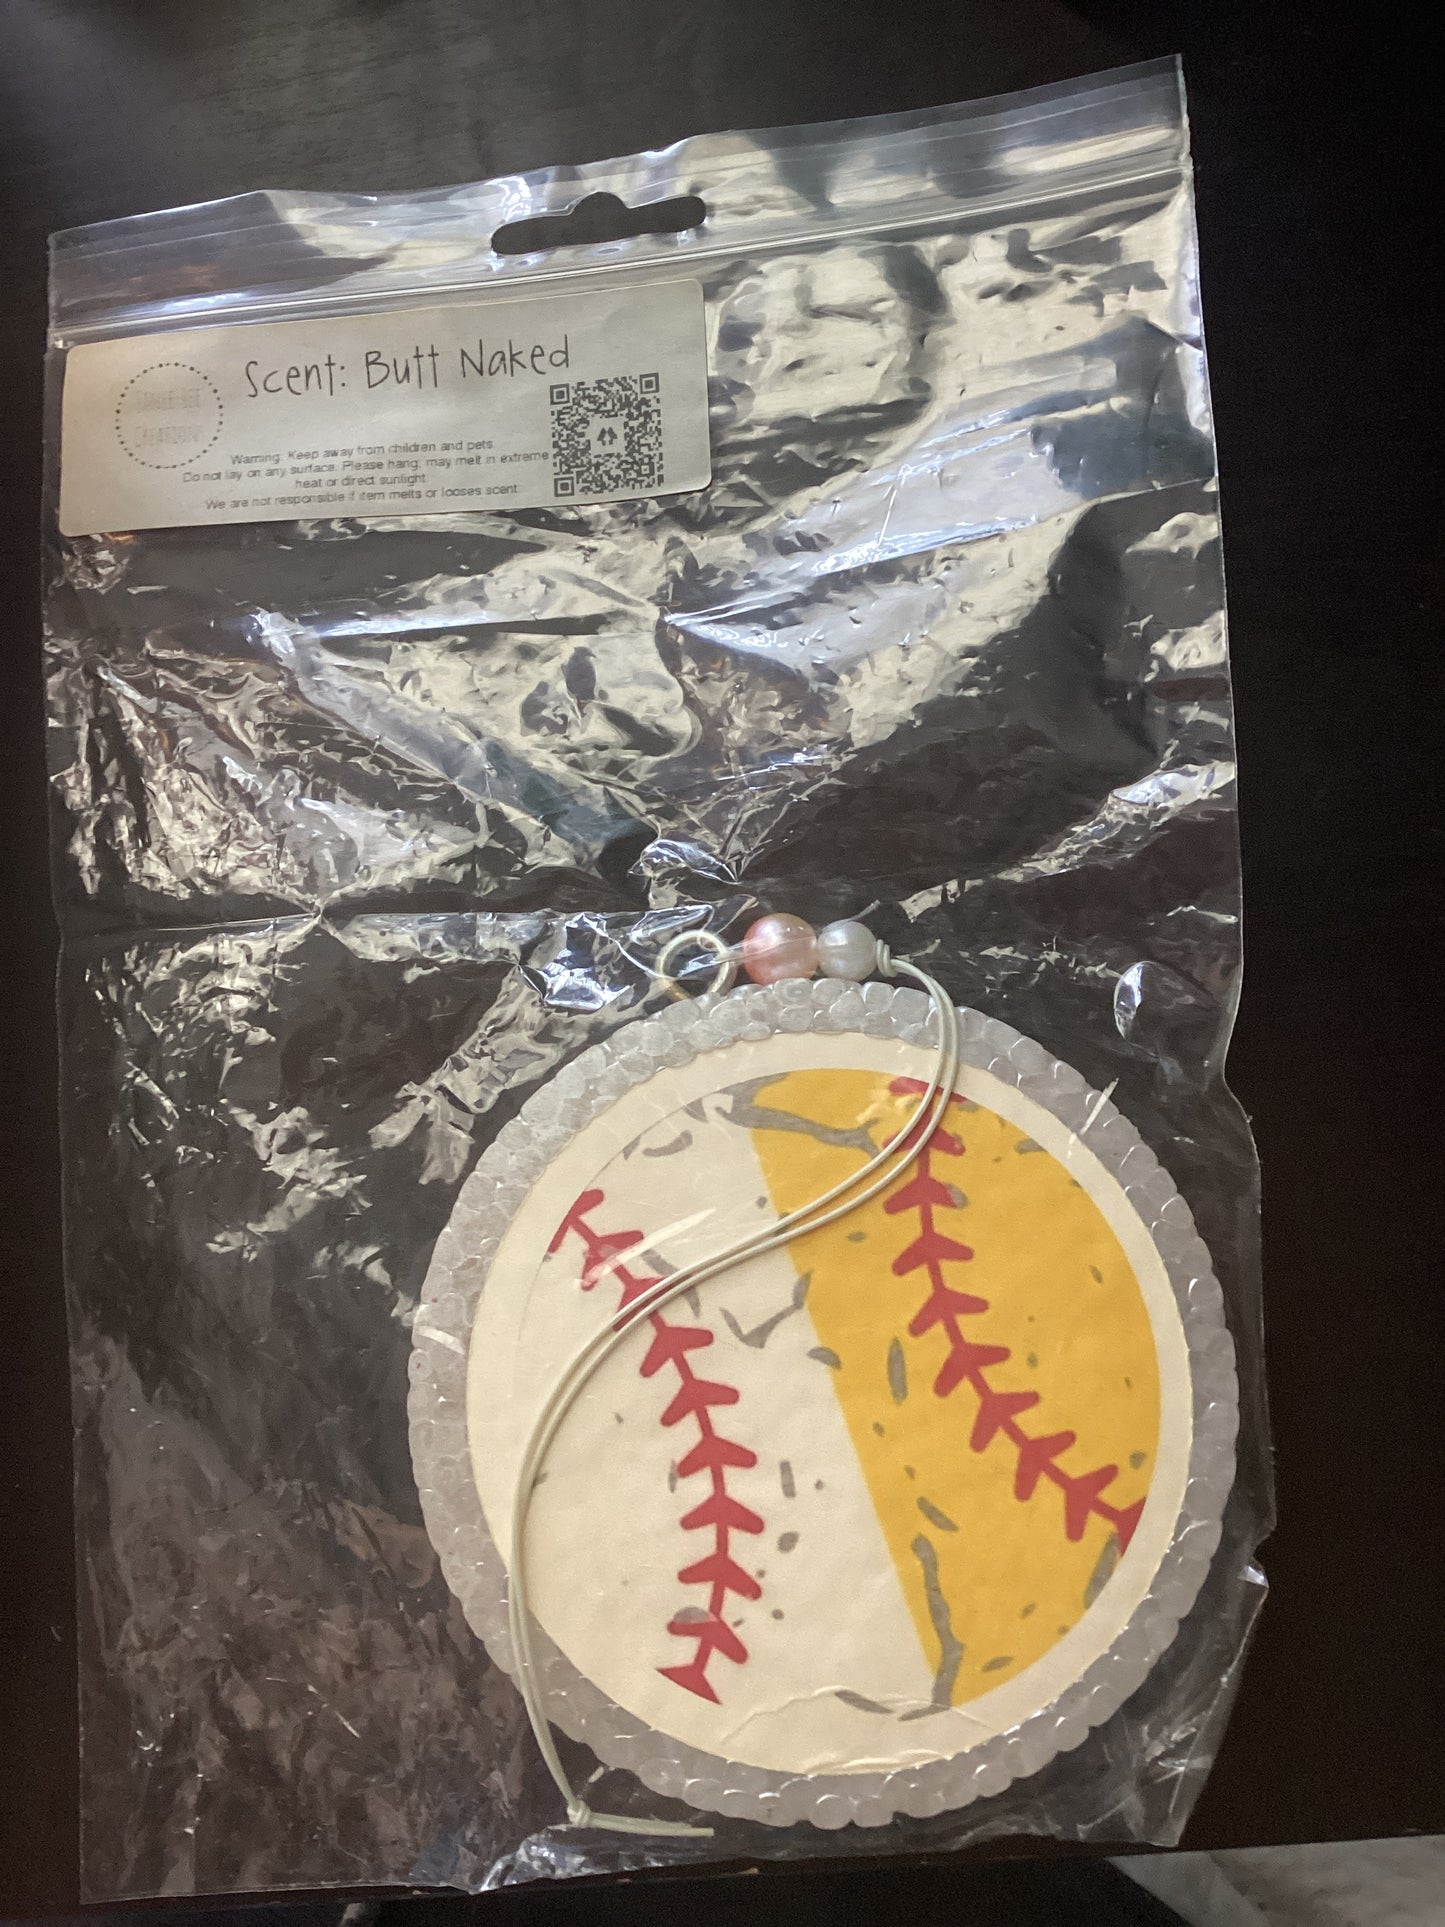 Scent: Butt Naked
CREATIONS
Warning: Keep away from children and pets.
Do not lay on any surface. Please hang; may melt in extreme
heat or direct sunlight.
We are not responsible if item melts or looses scent.